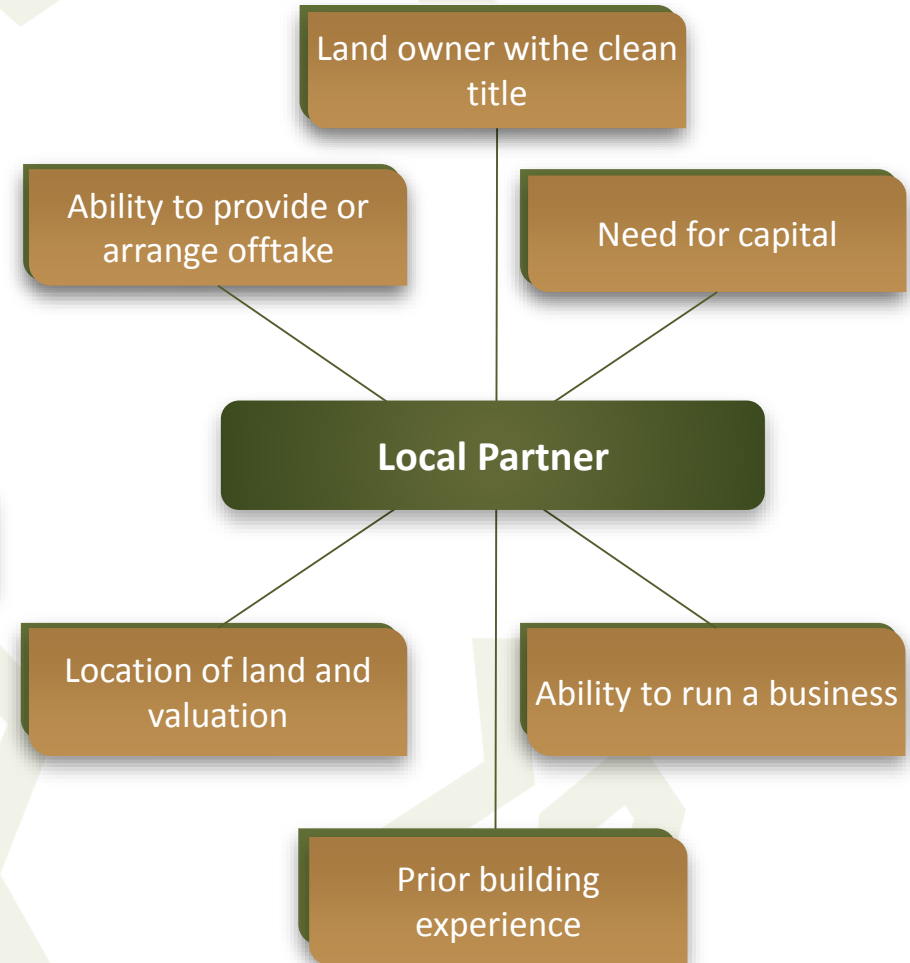 Land owner withe clean
title
Ability to provide or
arrange offtake
Need for capital
Local Partner
Location of land and
valuation
Ability to run a business
Prior building
experience